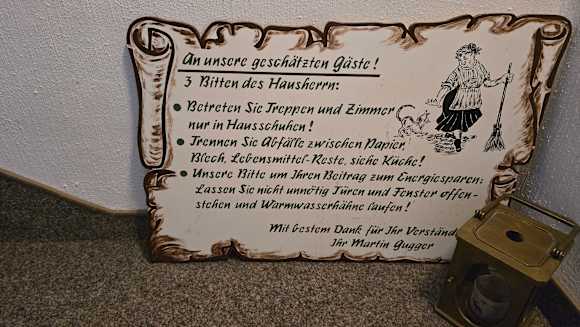 An unsere geschätzten Gäste!
3 Bitten des Hausherrn:
• Betreten Sie Treppen und Zimmer
nur in Hausschuhen!
• Trennen Sie Abfälle zwischen Papier,
Blech, Lebensmittel-Reste, siehe Küche!
• Unsere Bitte um Ihren Beitrag zum Energiesparen:
Lassen Sie nicht unnötig Türen und Fenster offen-
stehen und Warmwasserhähne laufen!
Mit bestem Dank für Ihr Verständ
Ihr Martin Gugger